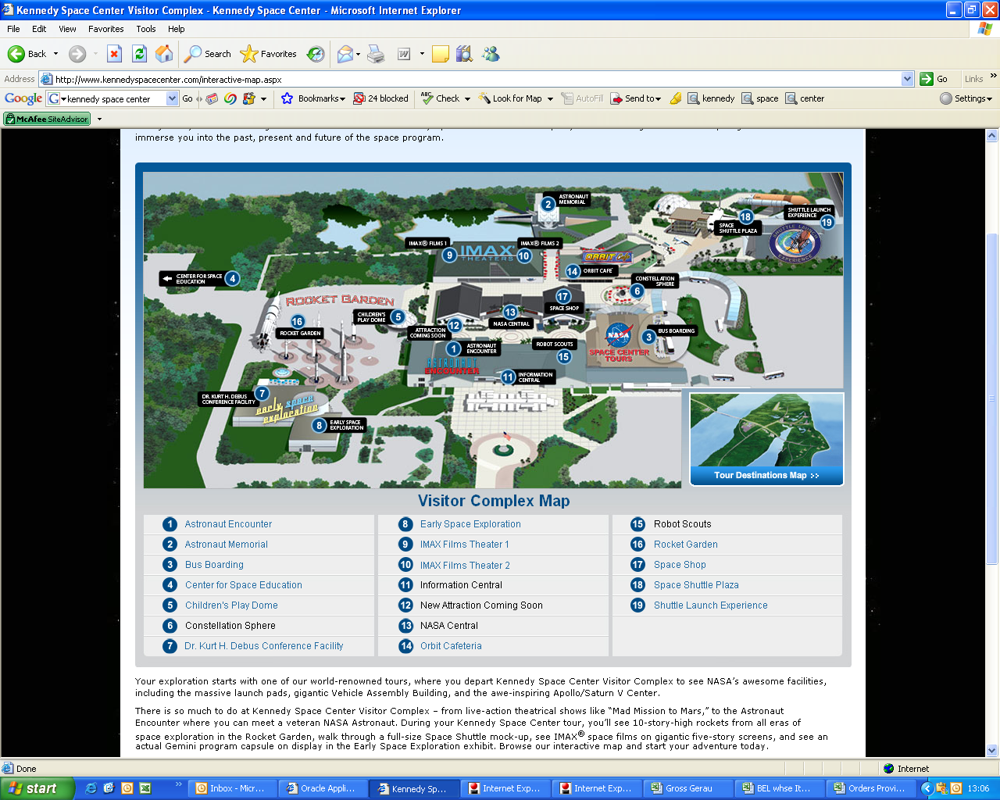 Kennedy Space Center Visitor Complex - Kennedy Space Center - Microsoft Internet Explorer
File Edit View Favorites Tools Help
Back Search Favorites
Address http://www.kennedyspacecenter.com/interactive-map.aspx Go Links »
Google G kennedy space center Go Bookmarks 24 blocked ABC Check Look for Map AutoFill Send to kennedy space center Settings
McAfee SiteAdvisor
immerse you into the past, present and future of the space program.
2 ASTRONAUT
MEMORIAL
SHUTTLE LAUNCH
EXPERIENCE 19
18 SPACE
SHUTTLE PLAZA
SHUTTLE LAUNCH
EXPERIENCE
IMAX® FILMS 1 9
IMAX® FILMS 2 10
IMAX
THEATERS
ORBIT Cafe
14 ORBIT CAFE
CONSTELLATION
SPHERE 6
CENTER FOR SPACE
EDUCATION 4
ROCKET GARDEN
17 SPACE SHOP
16 ROCKET GARDEN
CHILDREN'S
PLAY DOME 5
13 NASA CENTRAL
12 ATTRACTION
COMING SOON
NASA
SPACE CENTER
TOURS
3 BUS BOARDING
1 ASTRONAUT
ENCOUNTER
ROBOT SCOUTS 15
ASTRONAUT
ENCOUNTER
11 INFORMATION
CENTRAL
DR. KURT H. DEBUS
CONFERENCE FACILITY 7
early space
exploration
8 EARLY SPACE
EXPLORATION
Tour Destinations Map >>
Visitor Complex Map
1 Astronaut Encounter
2 Astronaut Memorial
3 Bus Boarding
4 Center for Space Education
5 Children's Play Dome
6 Constellation Sphere
7 Dr. Kurt H. Debus Conference Facility
8 Early Space Exploration
9 IMAX Films Theater 1
10 IMAX Films Theater 2
11 Information Central
12 New Attraction Coming Soon
13 NASA Central
14 Orbit Cafeteria
15 Robot Scouts
16 Rocket Garden
17 Space Shop
18 Space Shuttle Plaza
19 Shuttle Launch Experience
Your exploration starts with one of our world-renowned tours, where you depart Kennedy Space Center Visitor Complex to see NASA's awesome facilities,
including the massive launch pads, gigantic Vehicle Assembly Building, and the awe-inspiring Apollo/Saturn V Center.
There is so much to do at Kennedy Space Center Visitor Complex – from live-action theatrical shows like “Mad Mission to Mars,” to the Astronaut
Encounter where you can meet a veteran NASA Astronaut. During your Kennedy Space Center tour, you'll see 10-story-high rockets from all eras of
space exploration in the Rocket Garden, walk through a full-size Space Shuttle mock-up, see IMAX® space films on gigantic five-story screens, and see an
actual Gemini program capsule on display in the Early Space Exploration exhibit. Browse our interactive map and start your adventure today.
Done Internet
start » Inbox - Micr... Oracle Appli... Kennedy Sp... Internet Exp... Internet Exp... Gross Gerau BEL whse It... Orders Provi... 13:06